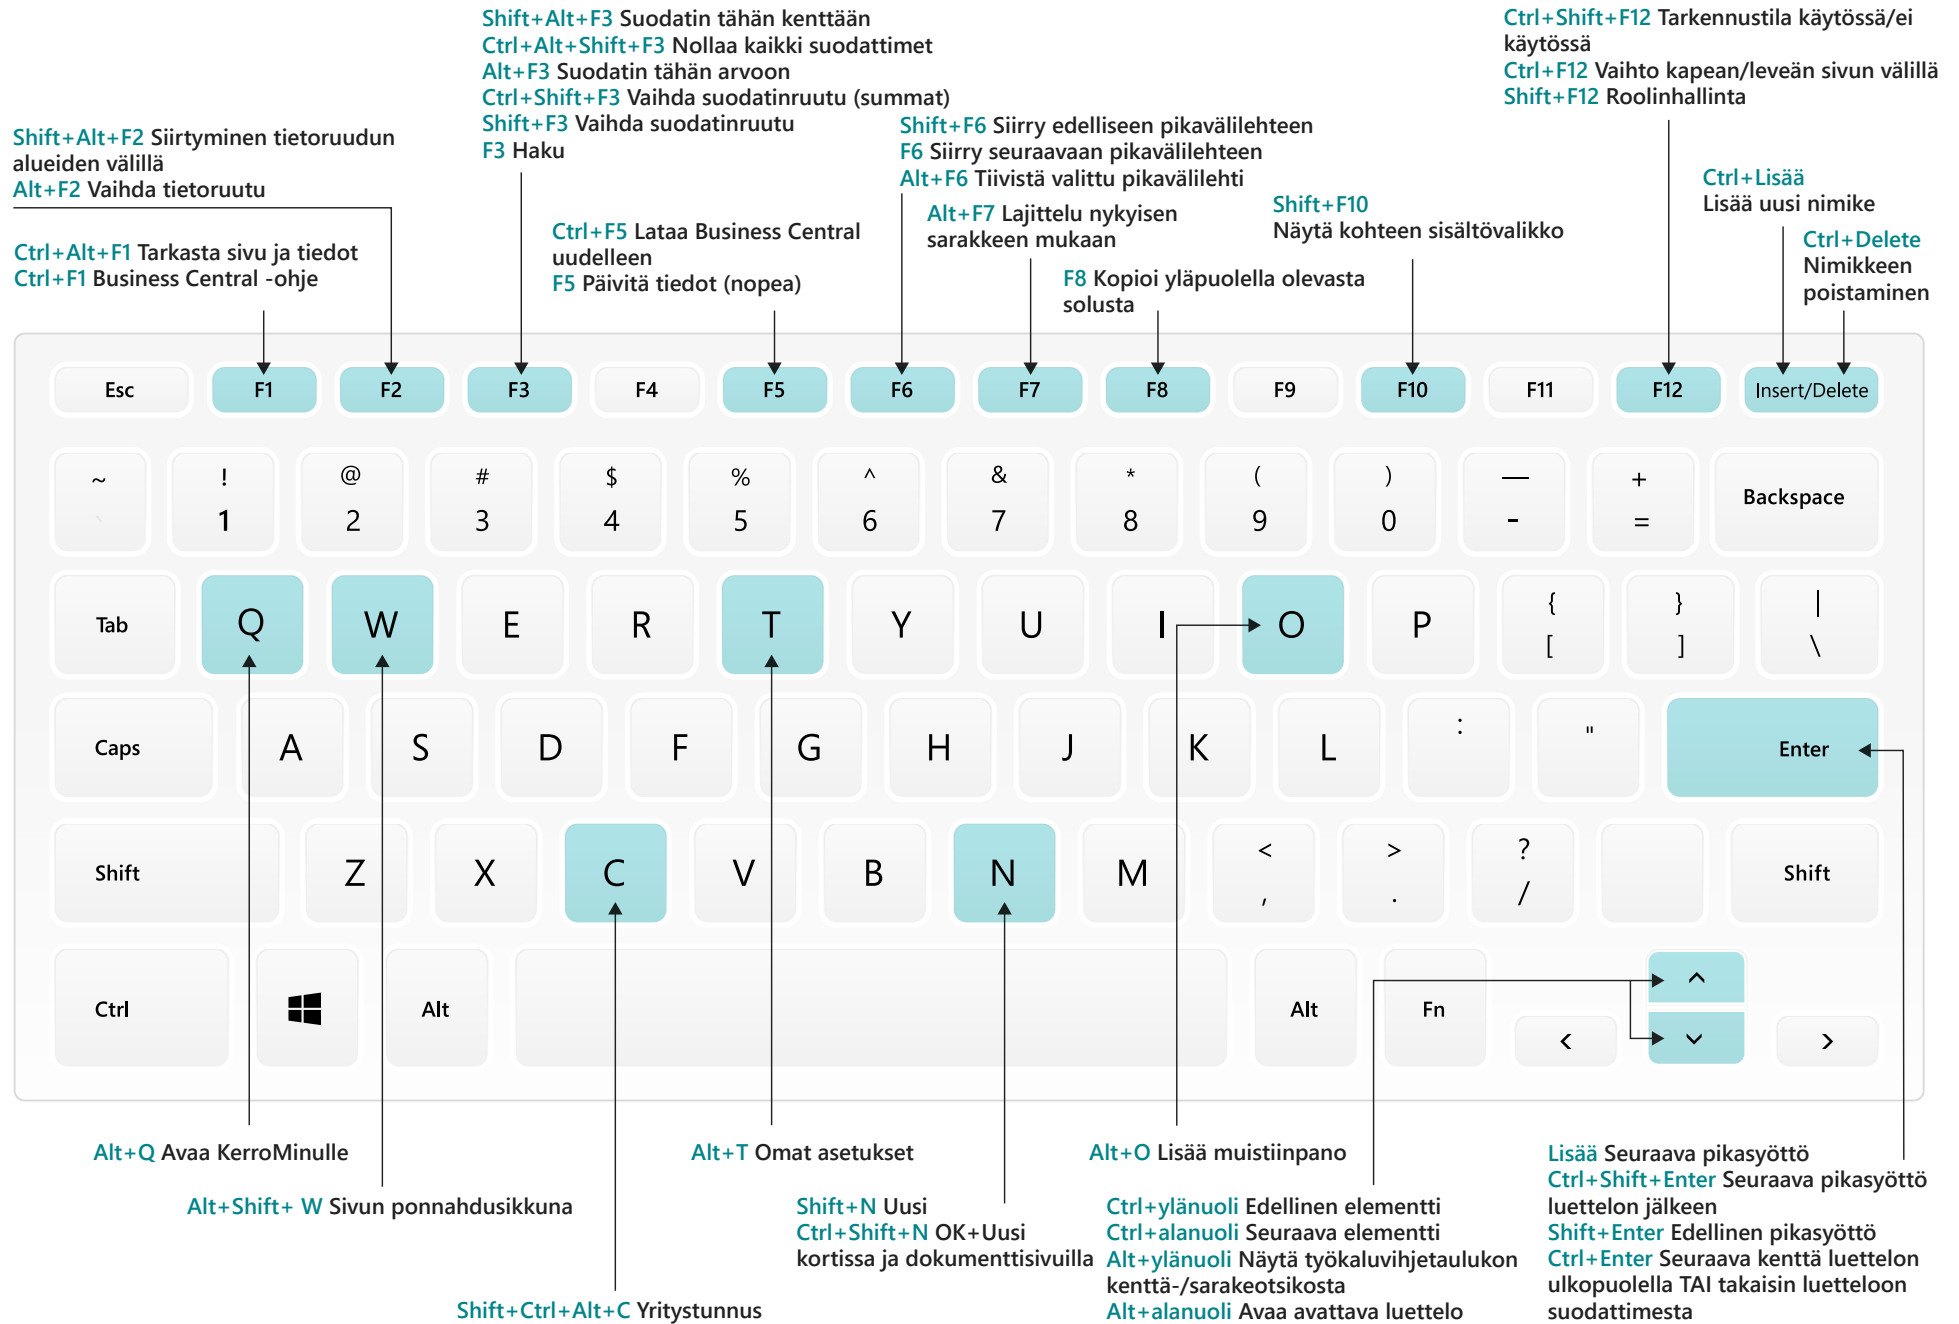 Shift+Alt+F3 Suodatin tähän kenttään
Ctrl+Alt+Shift+F3 Nollaa kaikki suodattimet
Alt+F3 Suodatin tähän arvoon
Ctrl+Shift+F3 Vaihda suodatinruutu (summat)
Shift+F3 Vaihda suodatinruutu
F3 Haku
Ctrl+Shift+F12 Tarkennustila käytössä/ei
käytössä
Ctrl+F12 Vaihto kapean/leveän sivun välillä
Shift+F12 Roolinhallinta
Shift+Alt+F2 Siirtyminen tietoruudun
alueiden välillä
Alt+F2 Vaihda tietoruutu
Shift+F6 Siirry edelliseen pikavälilehteen
F6 Siirry seuraavaan pikavälilehteen
Alt+F6 Tiivistä valittu pikavälilehti
Ctrl+Lisää
Lisää uusi nimike
Alt+F7 Lajittelu nykyisen
sarakkeen mukaan
Shift+F10
Näytä kohteen sisältövalikko
Ctrl+F5 Lataa Business Central
uudelleen
F5 Päivitä tiedot (nopea)
Ctrl+Delete
Nimikkeen
poistaminen
Ctrl+Alt+F1 Tarkasta sivu ja tiedot
Ctrl+F1 Business Central -ohje
F8 Kopioi yläpuolella olevasta
solusta
Esc F1 F2 F3 F4 F5 F6 F7 F8 F9 F10 F11 F12 Insert/Delete
~ ! @ # $ % ^ & * ( ) — +
` 1 2 3 4 5 6 7 8 9 0 - =
Backspace
Tab Q W E R T Y U I O P
{ } |
[ ] \
Caps A S D F G H J K L : " Enter
Shift Z X C V B N M
< > ?
, . /
Shift
Ctrl Alt Alt Fn
^
< ˅ >
Alt+Q Avaa KerroMinulle
Alt+T Omat asetukset
Alt+O Lisää muistiinpano
Alt+Shift+ W Sivun ponnahdusikkuna
Shift+N Uusi
Ctrl+Shift+N OK+Uusi
kortissa ja dokumenttisivuilla
Shift+Ctrl+Alt+C Yritystunnus
Ctrl+ylänuoli Edellinen elementti
Ctrl+alanuoli Seuraava elementti
Alt+ylänuoli Näytä työkaluvihjetaulukon
kenttä-/sarakeotsikosta
Alt+alanuoli Avaa avattava luettelo
Lisää Seuraava pikasyöttö
Ctrl+Shift+Enter Seuraava pikasyöttö
luettelon jälkeen
Shift+Enter Edellinen pikasyöttö
Ctrl+Enter Seuraava kenttä luettelon
ulkopuolella TAI takaisin luetteloon
suodattimesta